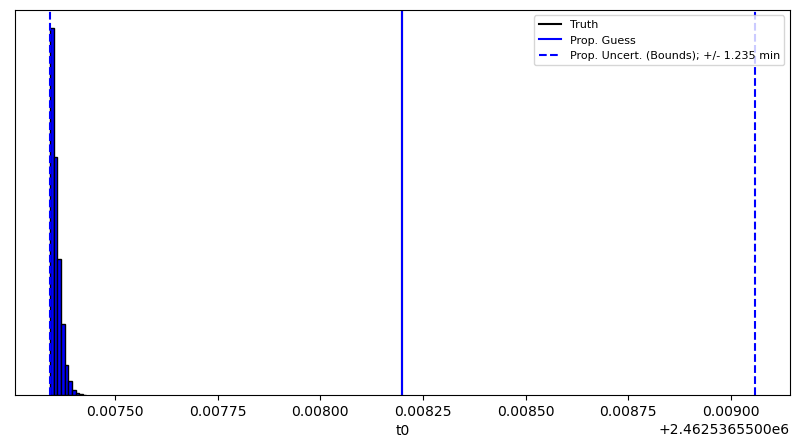 Truth
Prop. Guess
Prop. Uncert. (Bounds); +/- 1.235 min
0.00750 0.00775 0.00800 0.00825 0.00850 0.00875 0.00900
t0 +2.4625365500e6